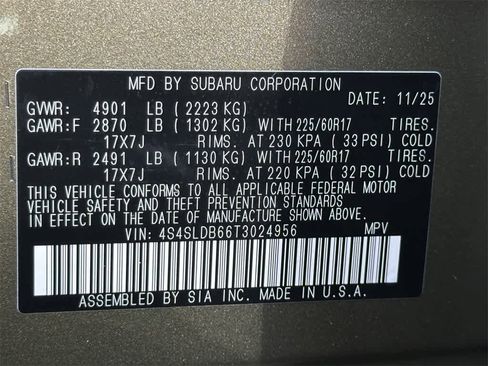 MFD BY SUBARU CORPORATION
DATE: 11/25
GVWR: 4901 LB (2223 KG)
GAWR:F 2870 LB (1302 KG) WITH 225/60R17 TIRES.
17X7J RIMS. AT 230 KPA (33 PSI) COLD
GAWR:R 2491 LB (1130 KG) WITH 225/60R17 TIRES.
17X7J RIMS. AT 220 KPA (32 PSI) COLD
THIS VEHICLE CONFORMS TO ALL APPLICABLE FEDERAL MOTOR
VEHICLE SAFETY AND THEFT PREVENTION STANDARDS
IN EFFECT ON THE DATE OF MANUFACTURE SHOWN ABOVE.
VIN: 4S4SLDB66T3024956 MPV
ASSEMBLED BY SIA INC. MADE IN U.S.A.